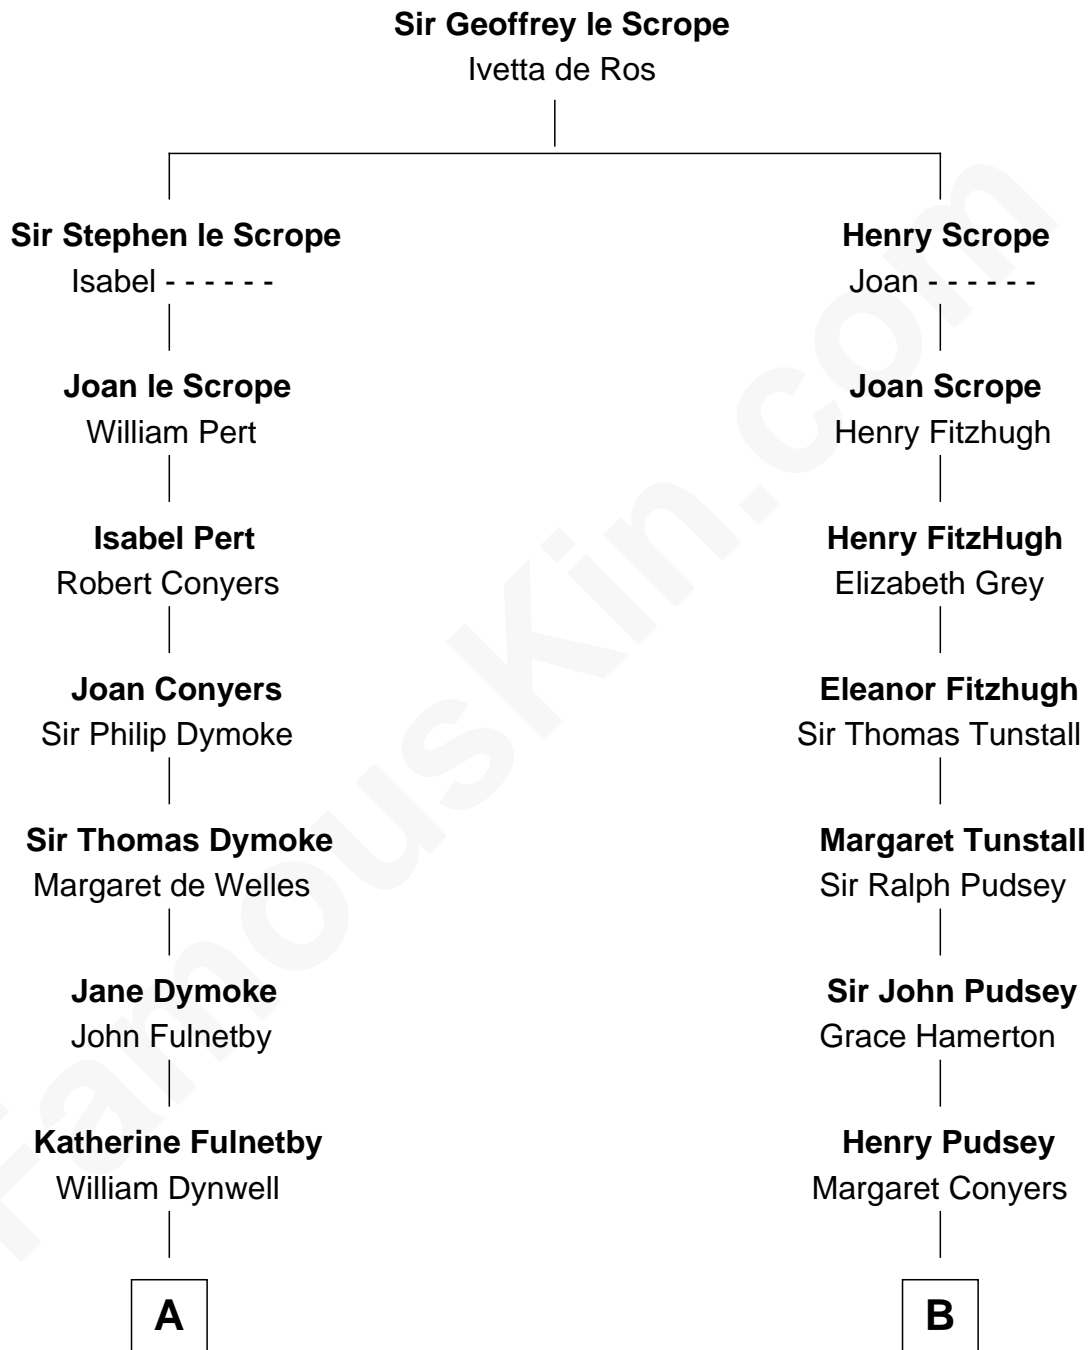 Sir Geoffrey le Scrope
Ivetta de Ros
Sir Stephen le Scrope
Isabel - - - - - -
Joan le Scrope
William Pert
Isabel Pert
Robert Conyers
Joan Conyers
Sir Philip Dymoke
Sir Thomas Dymoke
Margaret de Welles
Jane Dymoke
John Fulnetby
Katherine Fulnetby
William Dynwell
A
Henry Scrope
Joan - - - - - -
Joan Scrope
Henry Fitzhugh
Henry FitzHugh
Elizabeth Grey
Eleanor Fitzhugh
Sir Thomas Tunstall
Margaret Tunstall
Sir Ralph Pudsey
Sir John Pudsey
Grace Hamerton
Henry Pudsey
Margaret Conyers
B
FamousKin.com